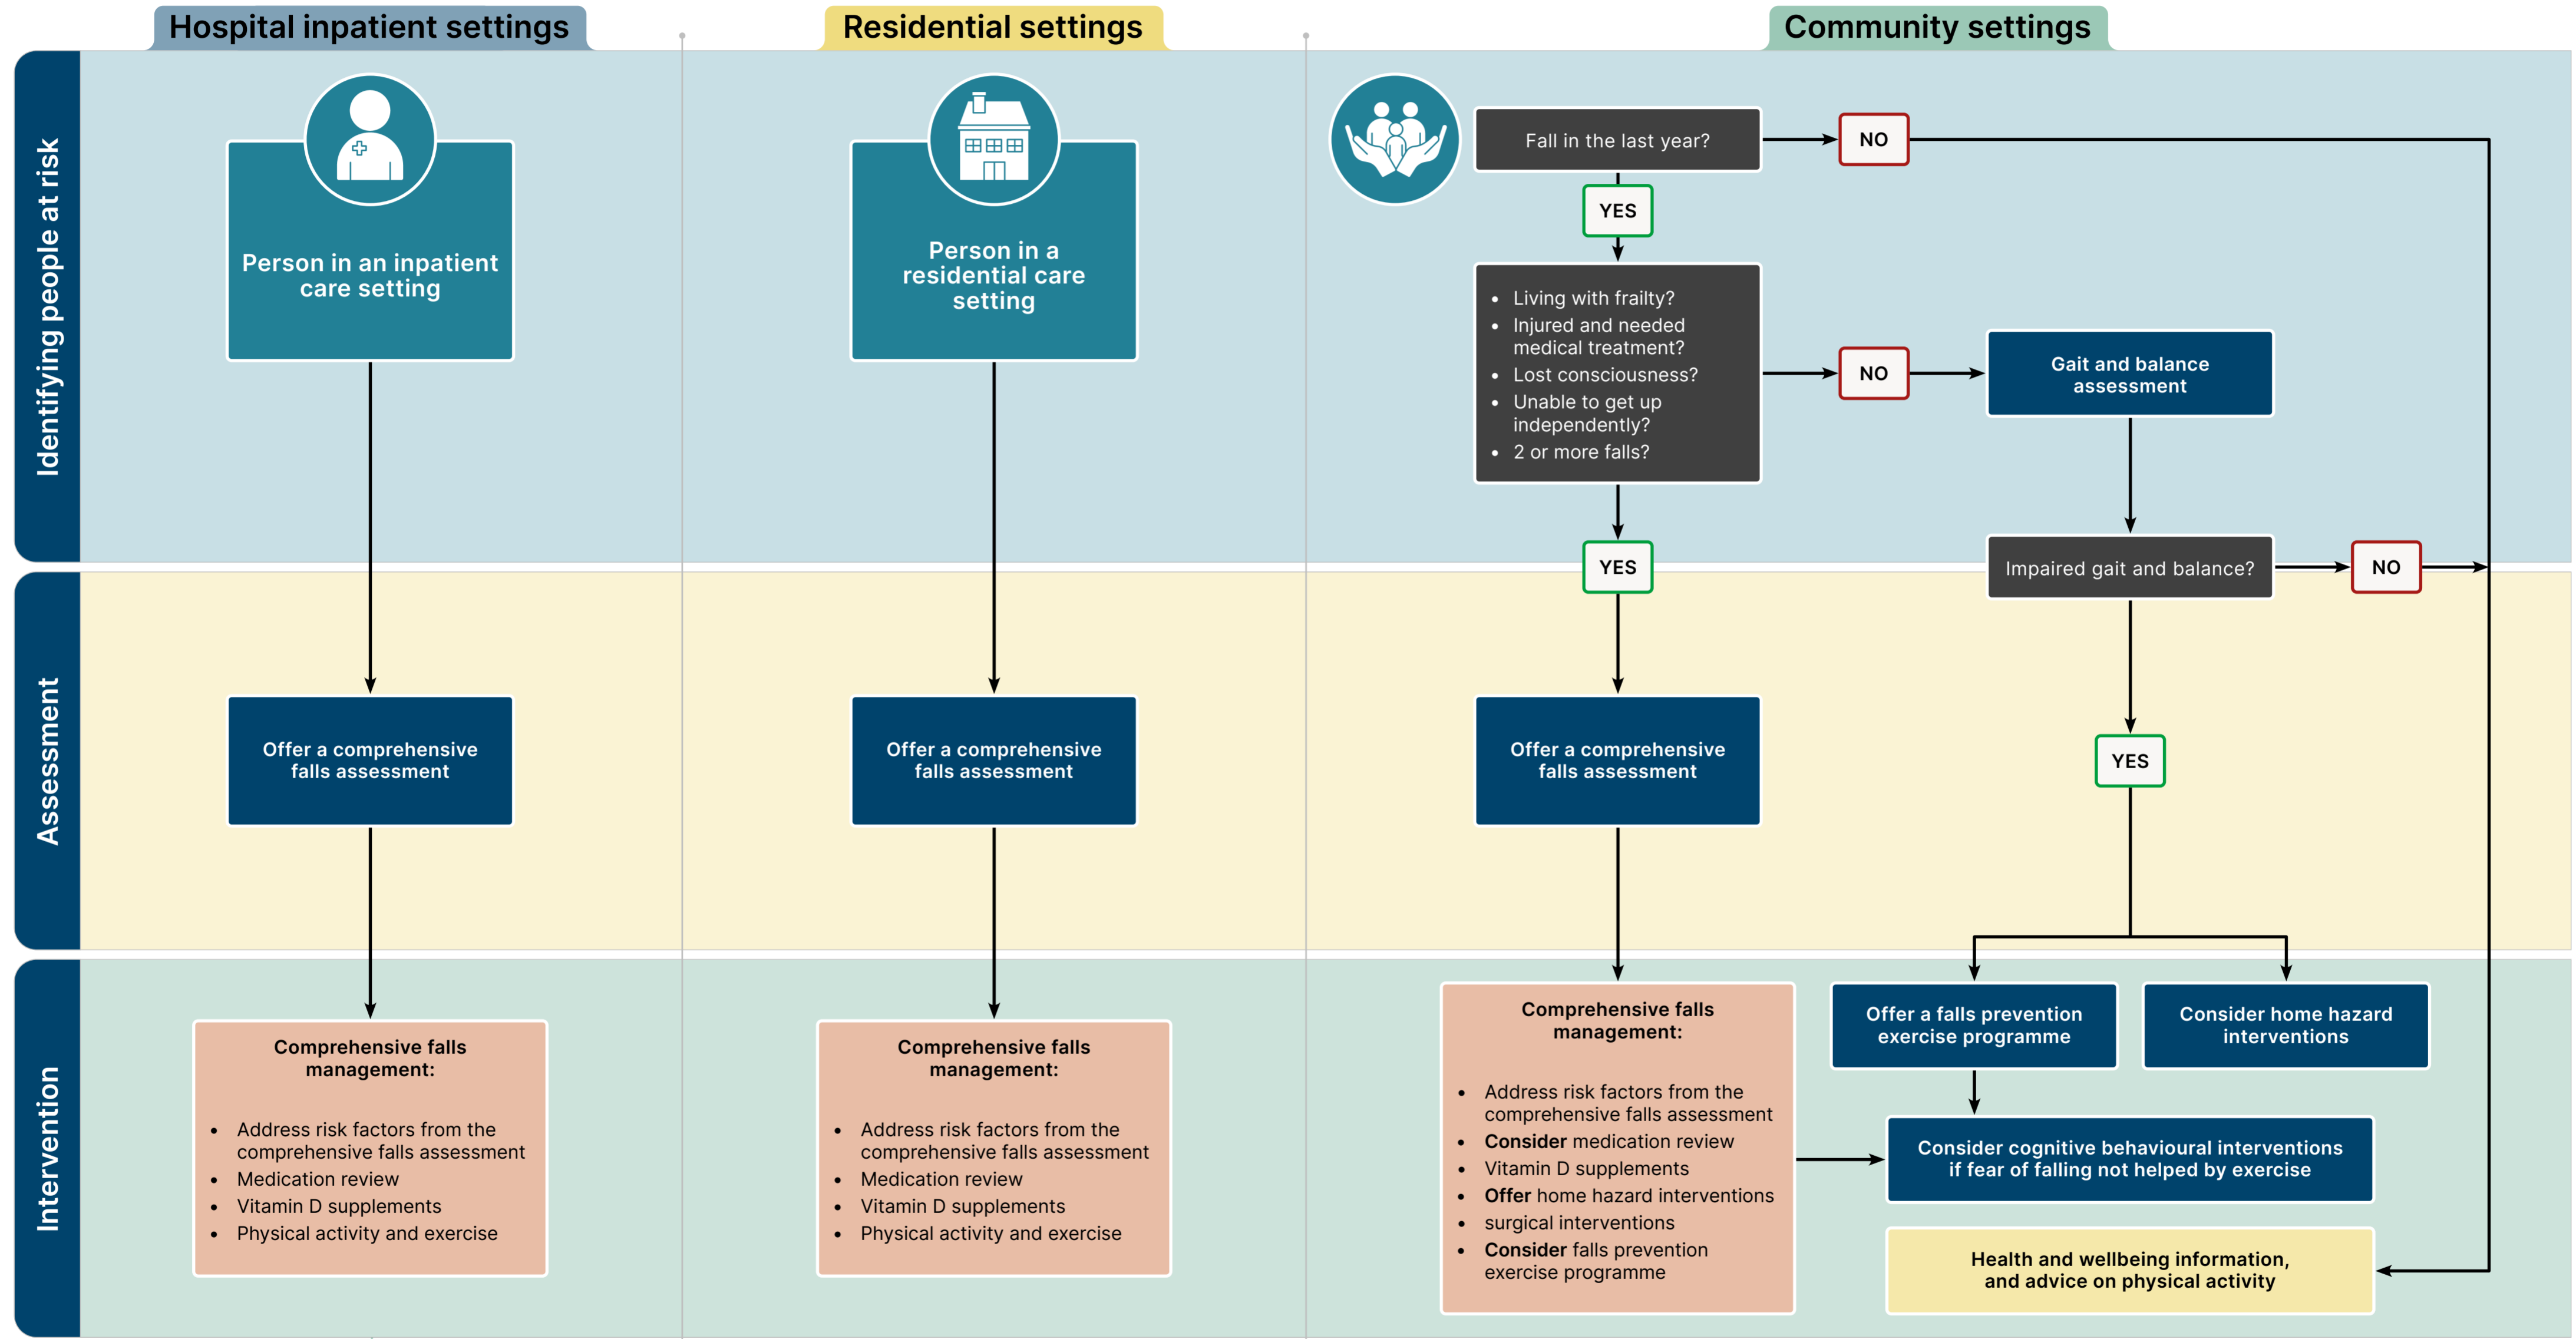 Hospital inpatient settings
Residential settings
Community settings
Identifying people at risk
Person in an inpatient
care setting
Person in a
residential care
setting
Fall in the last year?
NO
YES
• Living with frailty?
• Injured and needed
medical treatment?
• Lost consciousness?
• Unable to get up
independently?
• 2 or more falls?
NO
Gait and balance
assessment
YES
Impaired gait and balance?
NO
Assessment
Offer a comprehensive
falls assessment
Offer a comprehensive
falls assessment
Offer a comprehensive
falls assessment
YES
Intervention
Comprehensive falls
management:
• Address risk factors from the
comprehensive falls assessment
• Medication review
• Vitamin D supplements
• Physical activity and exercise
Comprehensive falls
management:
• Address risk factors from the
comprehensive falls assessment
• Medication review
• Vitamin D supplements
• Physical activity and exercise
Comprehensive falls
management:
• Address risk factors from the
comprehensive falls assessment
• Consider medication review
• Vitamin D supplements
• Offer home hazard interventions
• surgical interventions
• Consider falls prevention
exercise programme
Offer a falls prevention
exercise programme
Consider home hazard
interventions
Consider cognitive behavioural interventions
if fear of falling not helped by exercise
Health and wellbeing information,
and advice on physical activity